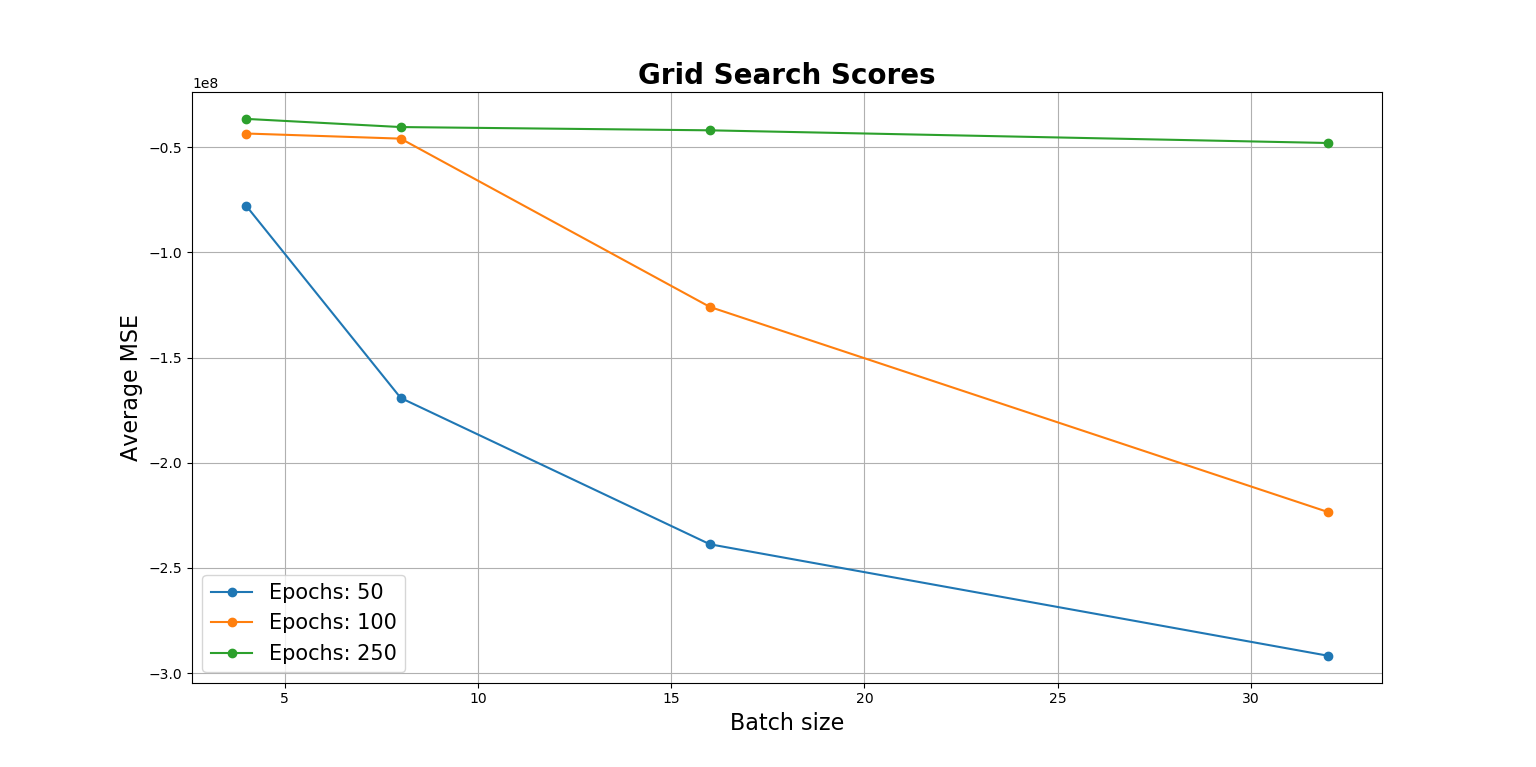 Grid Search Scores
1e8
−0.5
−1.0
−1.5
−2.0
−2.5
−3.0
Average MSE
Epochs: 50
Epochs: 100
Epochs: 250
5 10 15 20 25 30
Batch size